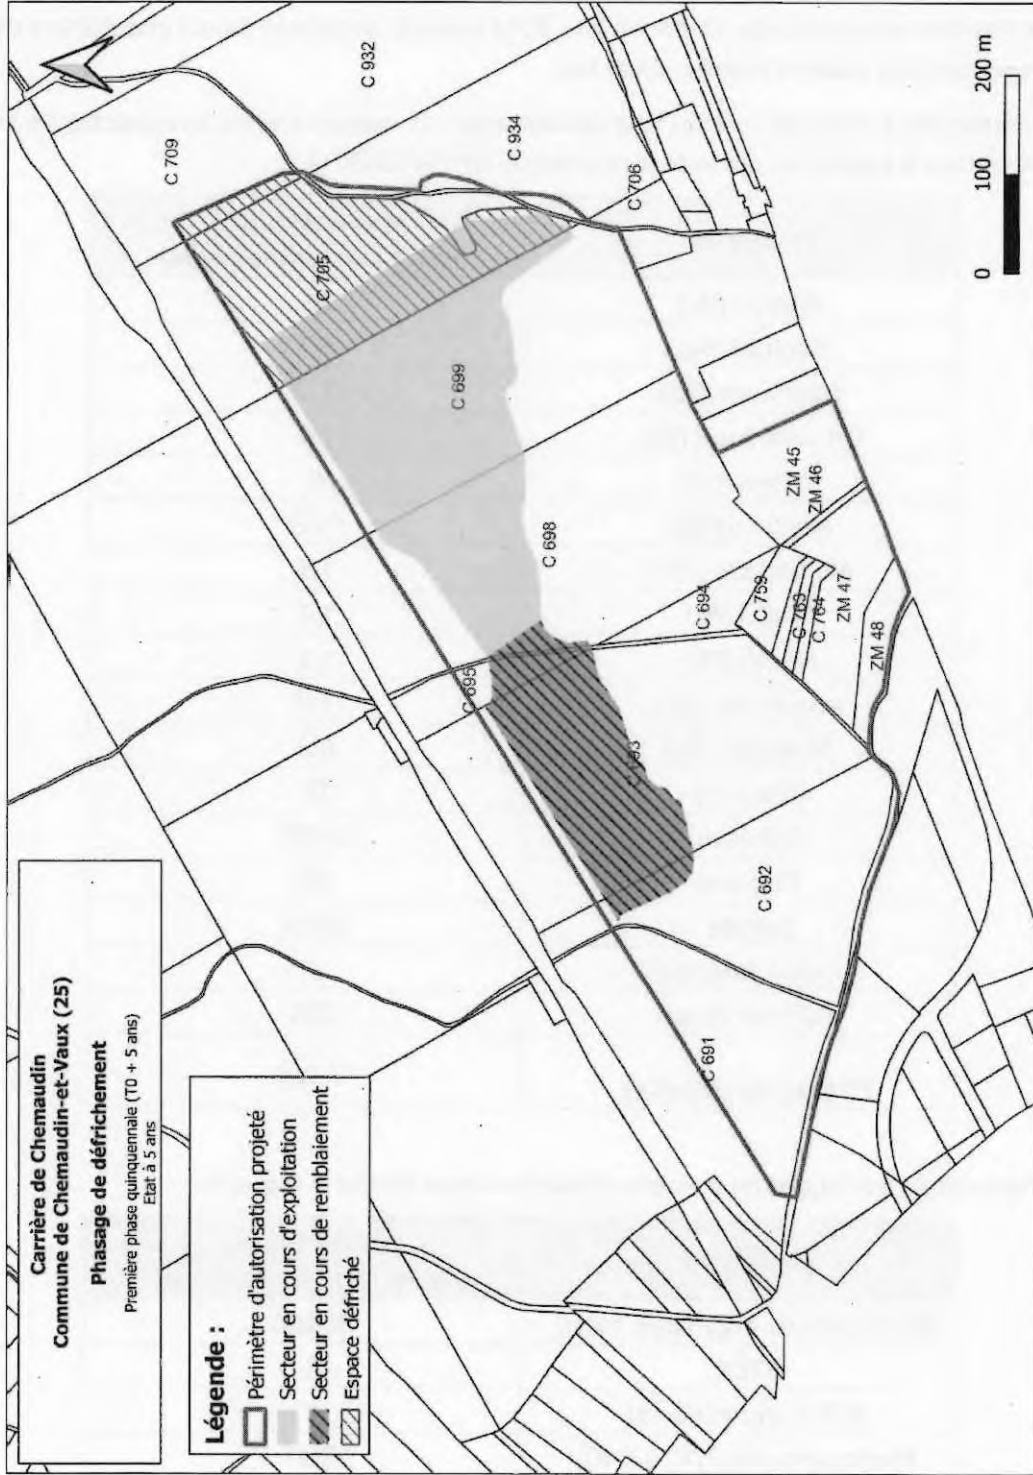 Carrière de Chemaudin
Commune de Chemaudin-et-Vaux (25)
Phasage de défrichement
Première phase quinquennale (T0 + 5 ans)
Etat à 5 ans
Légende :
Périmètre d'autorisation projeté
Secteur en cours d'exploitation
Secteur en cours de remblaiement
Espace défriché
C 932
C 709
C 934
C 706
C 705
C 699
C 698
ZM 45
ZM 46
C 694
C 759
C 763
C 764
ZM 47
ZM 48
C 695
C 693
C 692
C 691
0
100
200 m